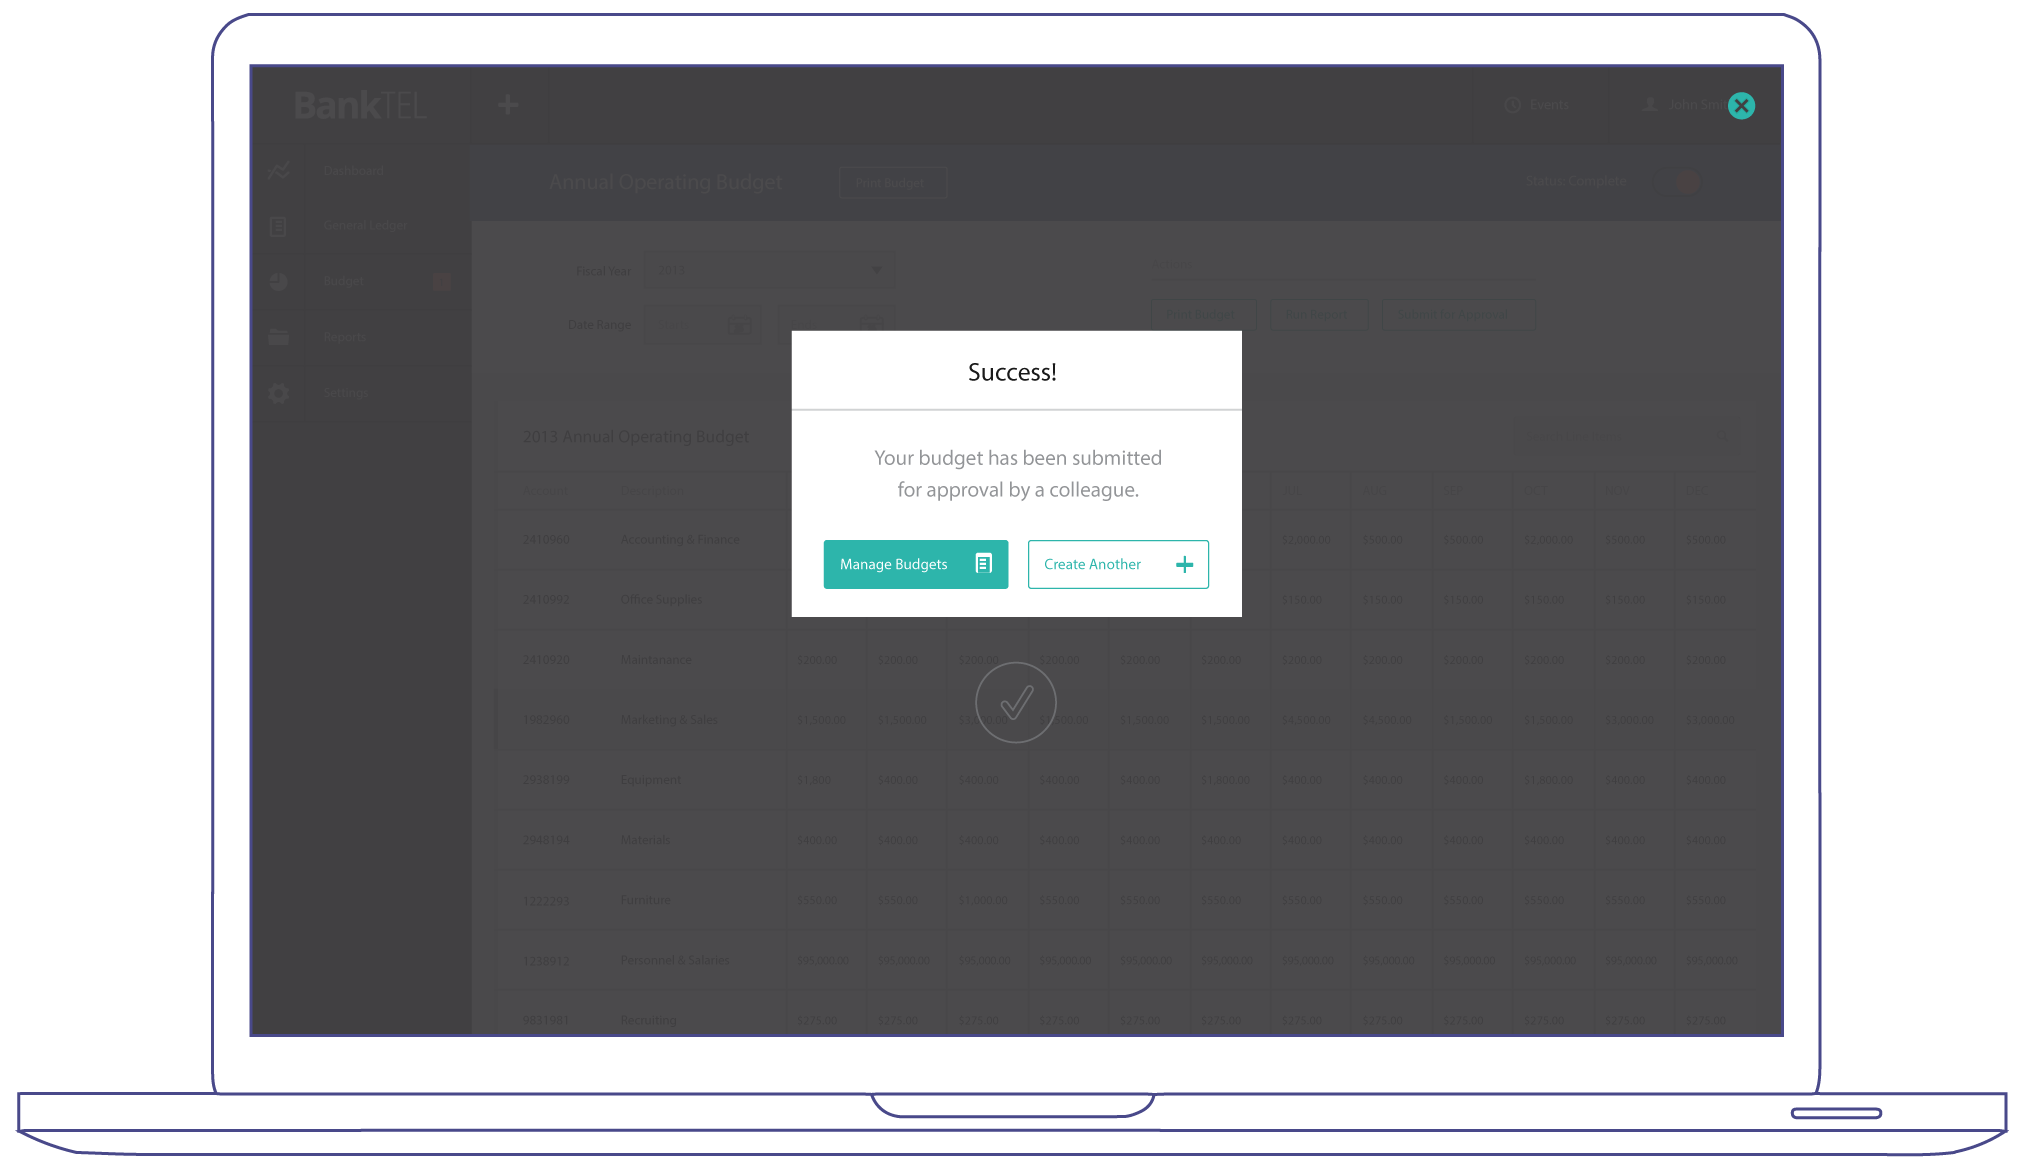 BankTEL
Events
John Smi
Dashboard
General Ledger
Budget
Reports
Settings
Annual Operating Budget
Print Budget
Status: Complete
Fiscal Year
2013
Date Range
Print Budget
Run Report
Submit for Approval
Success!
Your budget has been submitted
for approval by a colleague.
Manage Budgets
Create Another
2013 Annual Operating Budget
Account Description JUL AUG SEP OCT NOV DEC
2410960 Accounting & Finance $2,000.00 $500.00 $500.00 $2,000.00 $500.00 $500.00
2410992 Office Supplies $150.00 $150.00 $150.00 $150.00 $150.00 $150.00
2410920 Maintanance $200.00 $200.00 $200.00 $200.00 $200.00 $200.00 $200.00 $200.00 $200.00 $200.00 $200.00 $200.00
1982960 Marketing & Sales $1,500.00 $1,500.00 $1,500.00 $1,500.00 $4,500.00 $4,500.00 $1,500.00 $1,500.00 $3,000.00 $3,000.00
2938199 Equipment $1,800 $400.00 $400.00 $400.00 $400.00 $1,800.00 $400.00 $400.00 $400.00 $1,800.00 $400.00 $400.00
2948194 Materials $400.00 $400.00 $400.00 $400.00 $400.00 $400.00 $400.00 $400.00 $400.00 $400.00 $400.00 $400.00
1222293 Furniture $550.00 $550.00 $1,000.00 $550.00 $550.00 $550.00 $550.00 $550.00 $550.00 $550.00 $550.00 $550.00
1238912 Personnel & Salaries $95,000.00 $95,000.00 $95,000.00 $95,000.00 $95,000.00 $95,000.00 $95,000.00 $95,000.00 $95,000.00 $95,000.00 $95,000.00 $95,000.00
9831981 Recruiting $275.00 $275.00 $275.00 $275.00 $275.00 $275.00 $275.00 $275.00 $275.00 $275.00 $275.00 $275.00